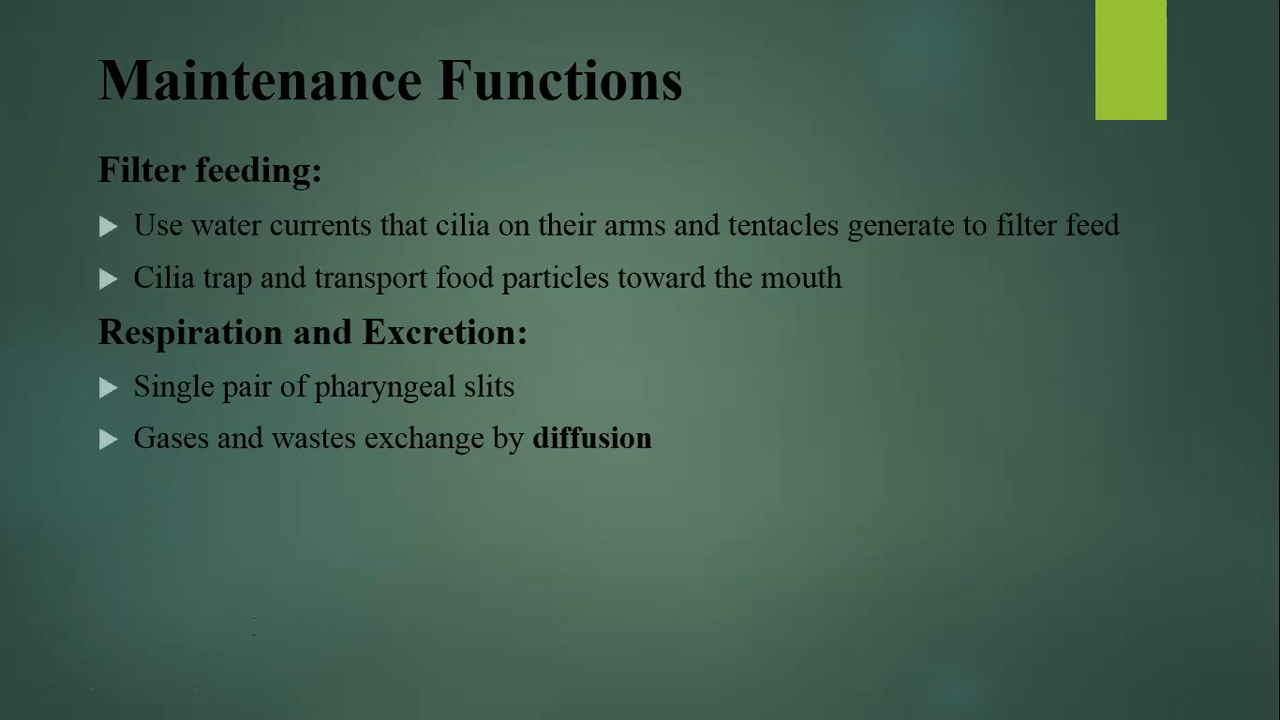 Maintenance Functions
Filter feeding:
Use water currents that cilia on their arms and tentacles generate to filter feed
Cilia trap and transport food particles toward the mouth
Respiration and Excretion:
Single pair of pharyngeal slits
Gases and wastes exchange by diffusion